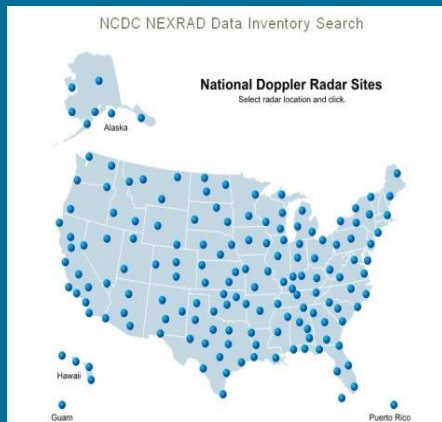 NCDC NEXRAD Data Inventory Search
National Doppler Radar Sites
Select radar location and click.
Alaska
Hawaii
Guam
Puerto Rico